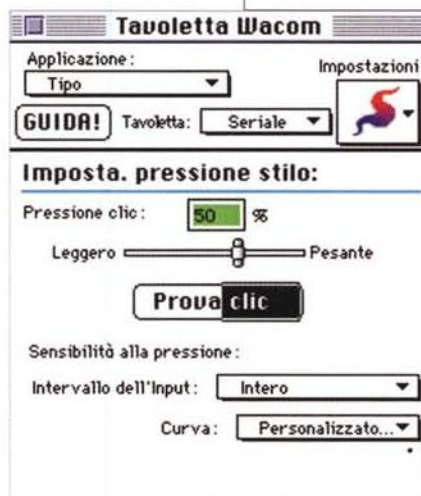 Tavoletta Wacom
Applicazione:
Impostazioni
Tipo
GUIDA! Tavoletta: Seriale
Imposta. pressione stilo:
Pressione clic: 50 %
Leggero Pesante
Prova clic
Sensibilità alla pressione:
Intervallo dell'Input: Intero
Curva: Personalizzato...